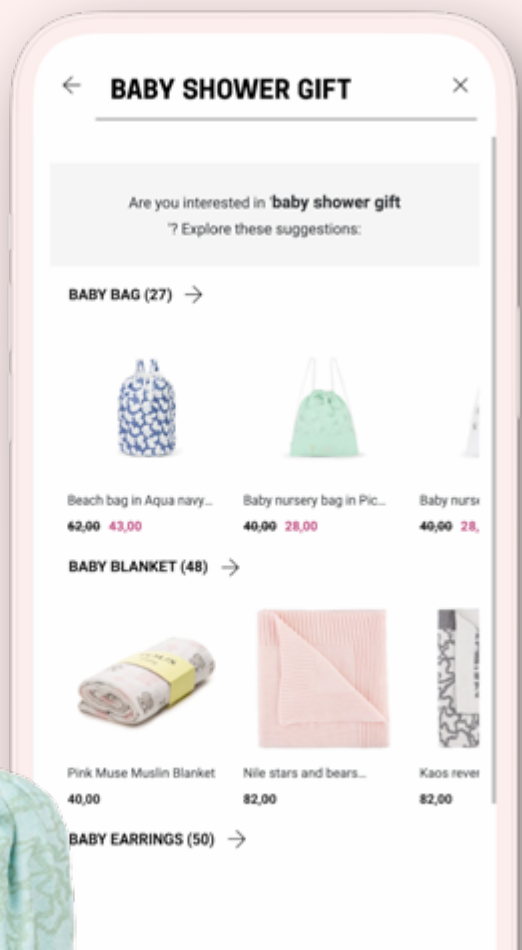 BABY SHOWER GIFT
Are you interested in 'baby shower gift
'? Explore these suggestions:
BABY BAG (27)
Beach bag in Aqua navy...
Baby nursery bag in Pic...
Baby nurse
62,00 43,00
40,00 28,00
40,00 28,
BABY BLANKET (48)
Pink Muse Muslin Blanket
Nile stars and bears...
Kaos rever
40,00
82,00
82,00
BABY EARRINGS (50)